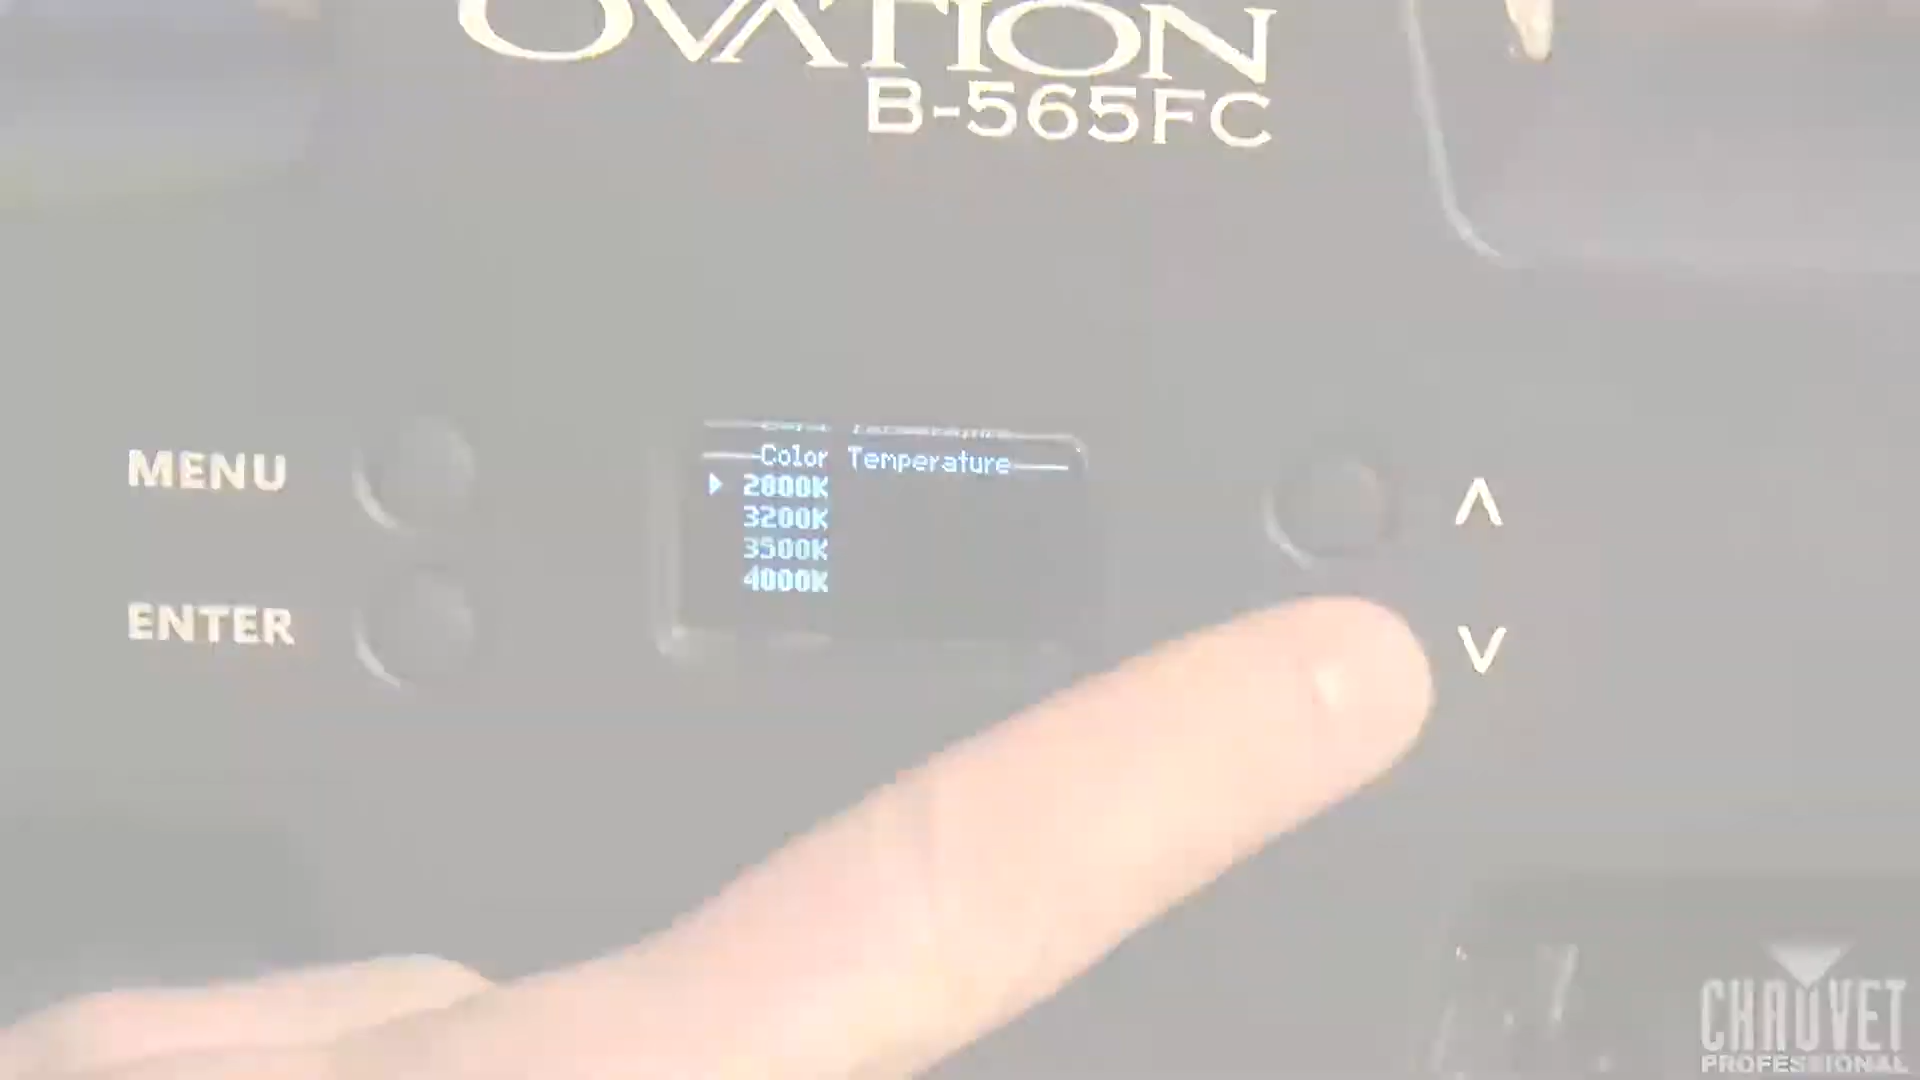 OVATION
B-565FC
MENU
ENTER
Color Temperature
2800K
3200K
3500K
4000K
CHAUVET
PROFESSIONAL